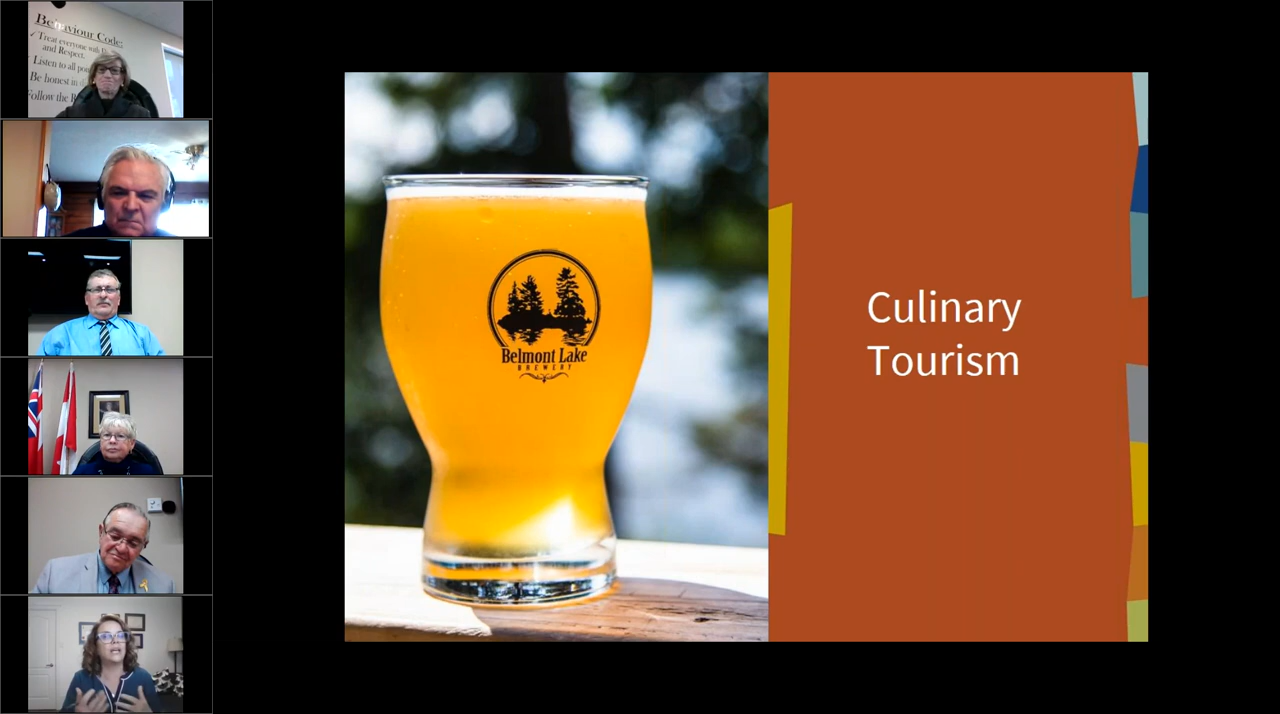 Behaviour Code:
✓ Treat everyone with
and Respect.
Listen to all
Be honest in
Follow the
Belmont Lake
BREWERY
Culinary
Tourism